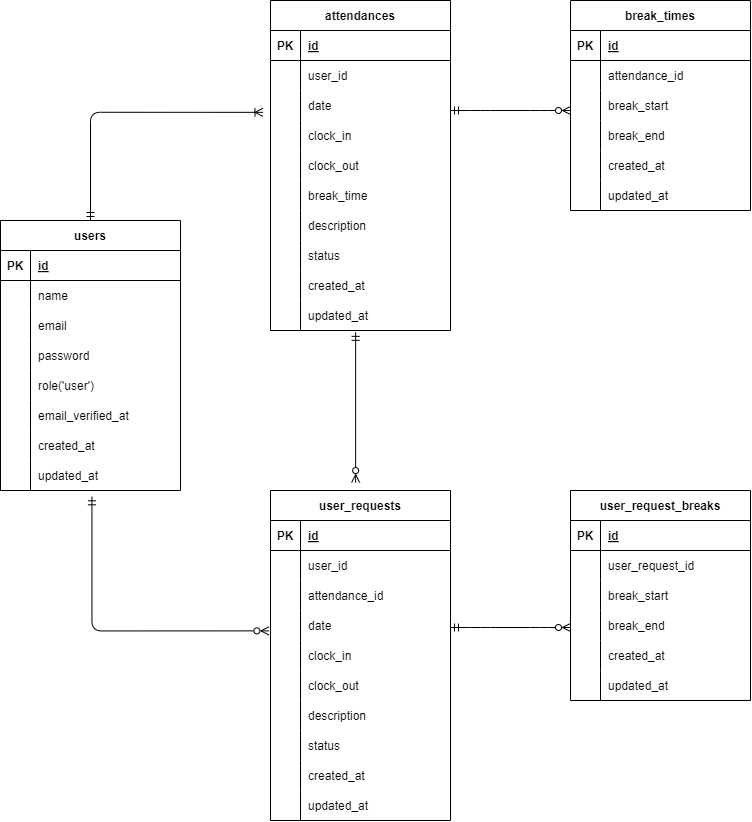 attendances
PK id
user_id
date
clock_in
clock_out
break_time
description
status
created_at
updated_at
break_times
PK id
attendance_id
break_start
break_end
created_at
updated_at
users
PK id
name
email
password
role('user')
email_verified_at
created_at
updated_at
user_requests
PK id
user_id
attendance_id
date
clock_in
clock_out
description
status
created_at
updated_at
user_request_breaks
PK id
user_request_id
break_start
break_end
created_at
updated_at